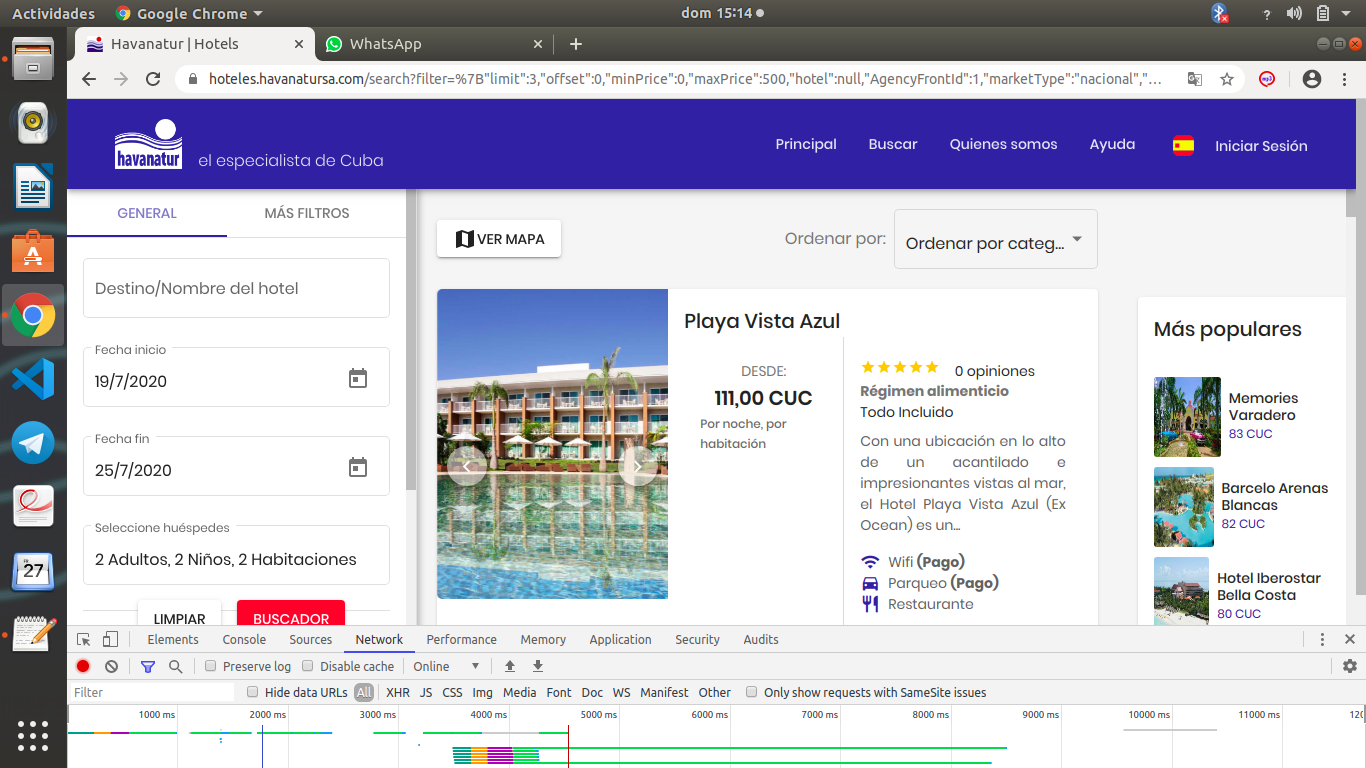 Actividades
Google Chrome
dom 15:14
?
Havanatur | Hotels
WhatsApp
hoteles.havanatursa.com/search?filter=%7B"limit":3,"offset":0,"minPrice":0,"maxPrice":500,"hotel":null,"AgencyFrontId":1,"marketType":"nacional","…
mp3
havanatur
el especialista de Cuba
Principal
Buscar
Quienes somos
Ayuda
Iniciar Sesión
GENERAL
MÁS FILTROS
Destino/Nombre del hotel
Fecha inicio
19/7/2020
Fecha fin
25/7/2020
Seleccione huéspedes
2 Adultos, 2 Niños, 2 Habitaciones
LIMPIAR
BUSCADOR
VER MAPA
Ordenar por:
Ordenar por categ...
Playa Vista Azul
DESDE:
111,00 CUC
Por noche, por
habitación
0 opiniones
Régimen alimenticio
Todo Incluido
Con una ubicación en lo alto
de un acantilado e
impresionantes vistas al mar,
el Hotel Playa Vista Azul (Ex
Ocean) es un...
Wifi (Pago)
Parqueo (Pago)
Restaurante
Más populares
Memories
Varadero
83 CUC
Barcelo Arenas
Blancas
82 CUC
Hotel Iberostar
Bella Costa
80 CUC
27
Elements
Console
Sources
Network
Performance
Memory
Application
Security
Audits
Preserve log
Disable cache
Online
Filter
Hide data URLs
All
XHR
JS
CSS
Img
Media
Font
Doc
WS
Manifest
Other
Only show requests with SameSite issues
1000 ms
2000 ms
3000 ms
4000 ms
5000 ms
6000 ms
7000 ms
8000 ms
9000 ms
10000 ms
11000 ms
120